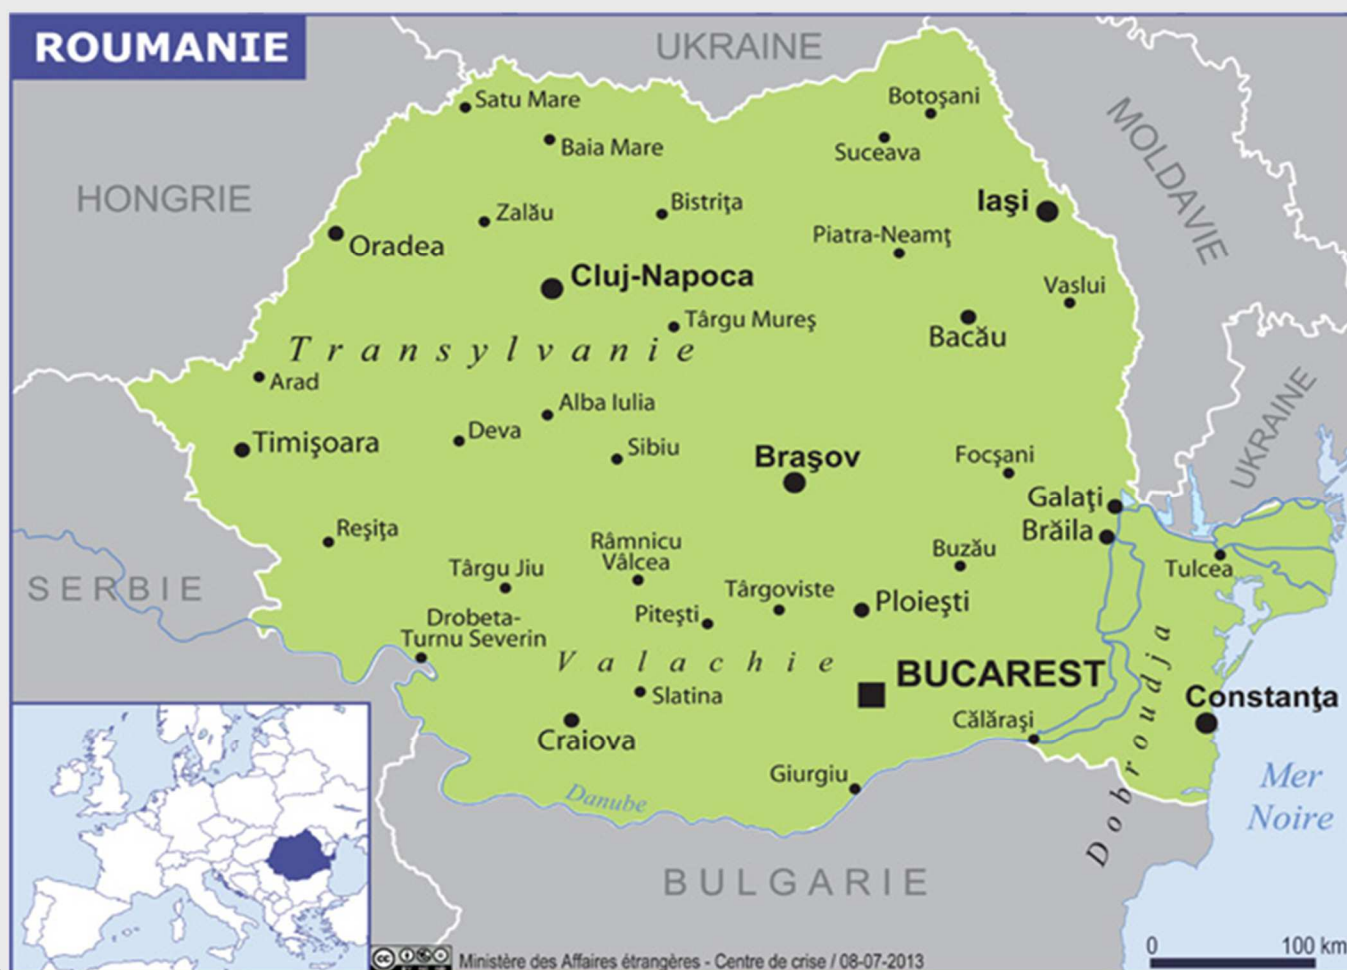 ROUMANIE
UKRAINE
HONGRIE
MOLDAVIE
Satu Mare
Baia Mare
Botoşani
Suceava
Zalău
Bistriţa
Iaşi
Oradea
Piatra-Neamţ
Cluj-Napoca
Vaslui
Târgu Mureş
Bacău
Transylvanie
Arad
Alba Iulia
Deva
Timişoara
Sibiu
Braşov
Focşani
UKRAINE
Galaţi
Brăila
Reşiţa
Râmnicu
Vâlcea
Buzău
Tulcea
SERBIE
Târgu Jiu
Târgoviste
Ploieşti
Piteşti
Drobeta-
Turnu Severin
Valachie
BUCAREST
Dobroudja
Slatina
Constanţa
Călăraşi
Craiova
Giurgiu
Danube
Mer
Noire
BULGARIE
0 100 km
cc
Ministère des Affaires étrangères - Centre de crise / 08-07-2013